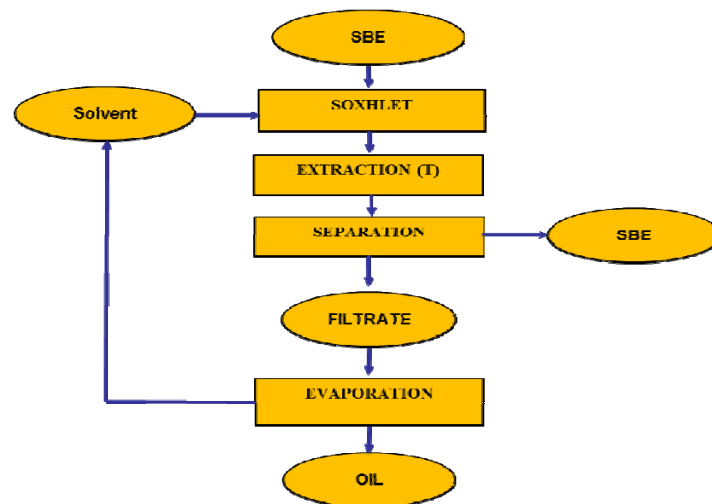 SBE
Solvent
SOXHLET
EXTRACTION (T)
SEPARATION
SBE
FILTRATE
EVAPORATION
OIL